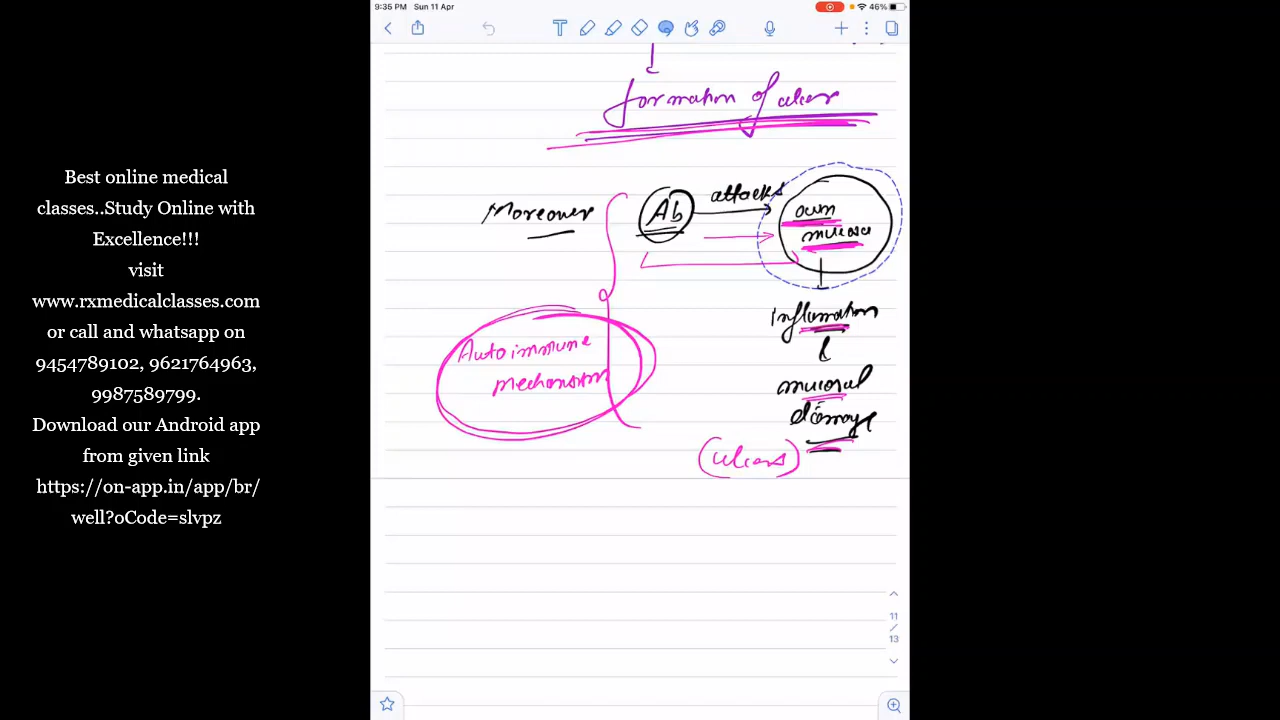 9:35 PM Sun 11 Apr
46%
Best online medical
classes..Study Online with
Excellence!!!
visit
www.rxmedicalclasses.com
or call and whatsapp on
9454789102, 9621764963,
9987589799.
Download our Android app
from given link
https://on-app.in/app/br/
well?oCode=slvpz
formation of ulcer
Moreover
Ab
attacks
own
mucosa
inflammation
mucosal
damage
(ulcers)
Autoimmune
mechanism
11
/
13